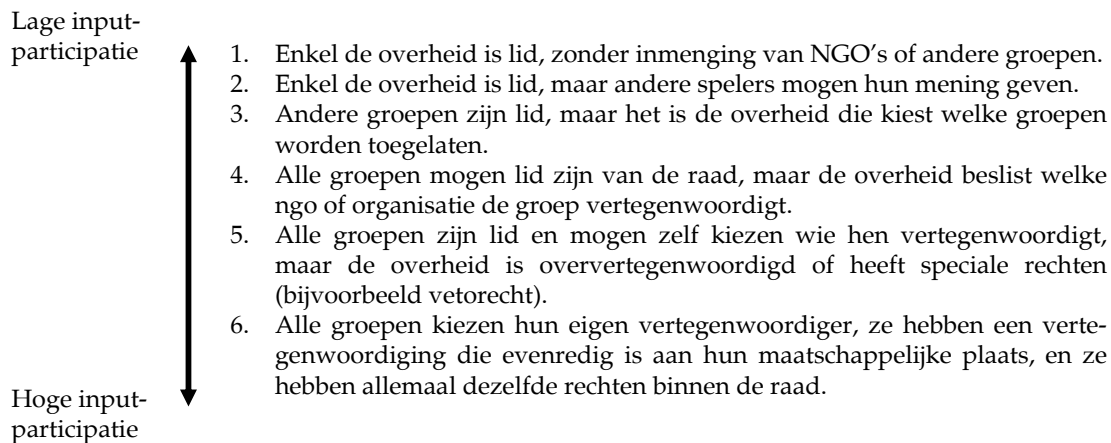 Lage input-
participatie
1. Enkel de overheid is lid, zonder inmenging van NGO's of andere groepen.
2. Enkel de overheid is lid, maar andere spelers mogen hun mening geven.
3. Andere groepen zijn lid, maar het is de overheid die kiest welke groepen
worden toegelaten.
4. Alle groepen mogen lid zijn van de raad, maar de overheid beslist welke
ngo of organisatie de groep vertegenwoordigt.
5. Alle groepen zijn lid en mogen zelf kiezen wie hen vertegenwoordigt,
maar de overheid is oververtegenwoordigd of heeft speciale rechten
(bijvoorbeeld vetorecht).
6. Alle groepen kiezen hun eigen vertegenwoordiger, ze hebben een verte-
genwoordiging die evenredig is aan hun maatschappelijke plaats, en ze
hebben allemaal dezelfde rechten binnen de raad.
Hoge input-
participatie